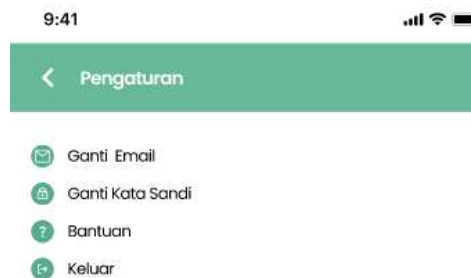 9:41
Pengaturan
Ganti Email
Ganti Kata Sandi
?
Bantuan
Keluar